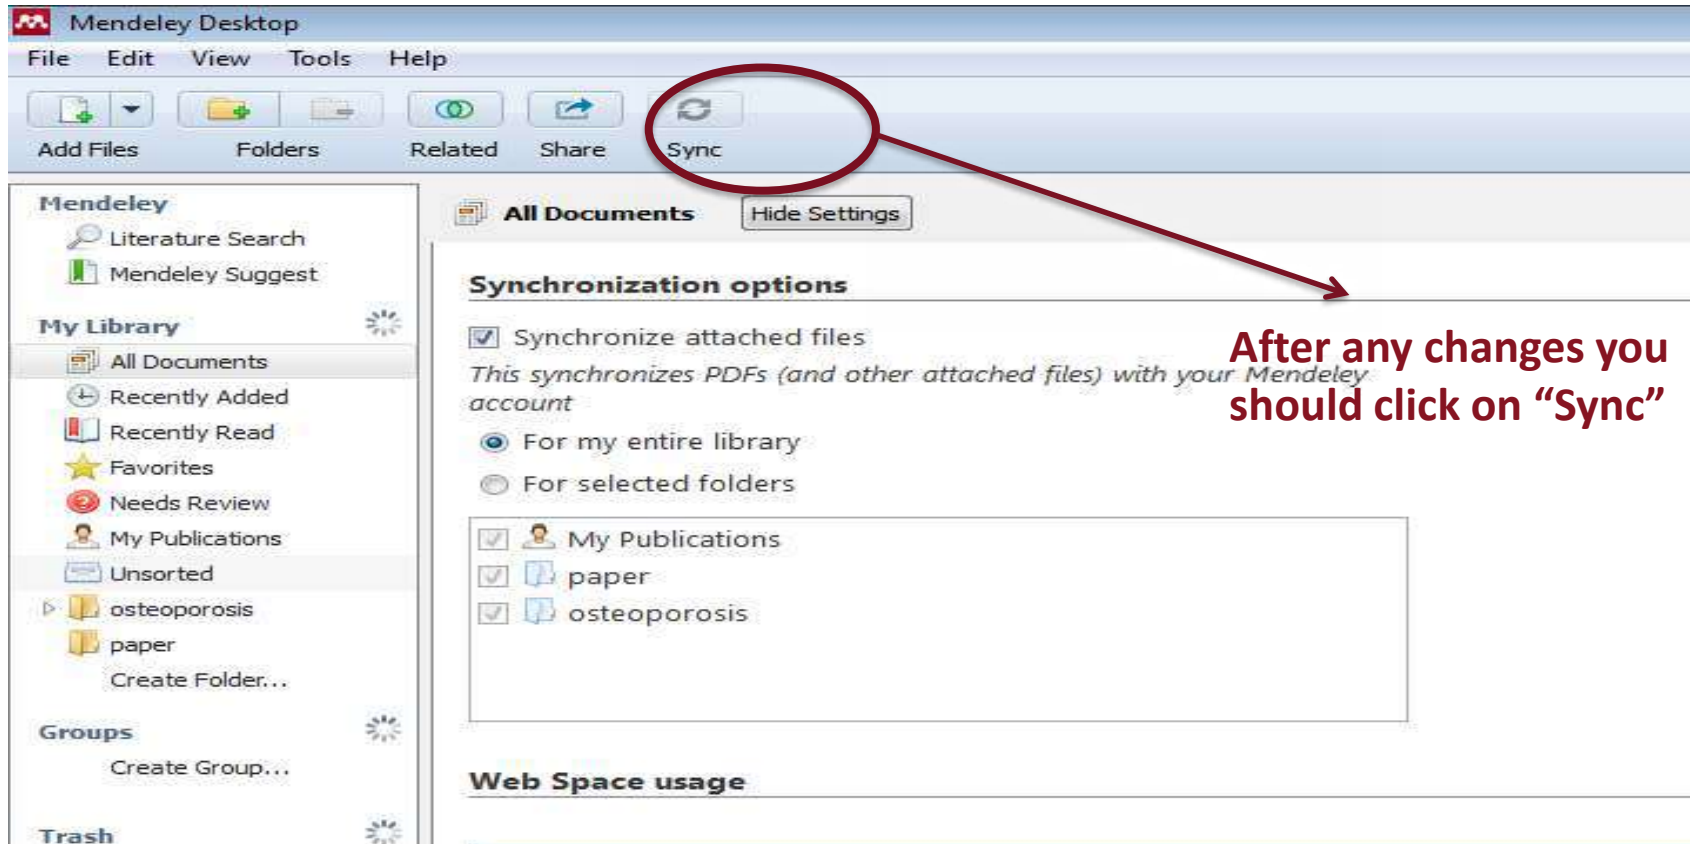 Mendeley Desktop
File Edit View Tools Help
Add Files Folders Related Share Sync
Mendeley
Literature Search
Mendeley Suggest
My Library
All Documents
Recently Added
Recently Read
Favorites
Needs Review
My Publications
Unsorted
osteoporosis
paper
Create Folder...
Groups
Create Group...
Trash
All Documents Hide Settings
Synchronization options
Synchronize attached files
This synchronizes PDFs (and other attached files) with your Mendeley
account
For my entire library
For selected folders
My Publications
paper
osteoporosis
Web Space usage
After any changes you
should click on “Sync”